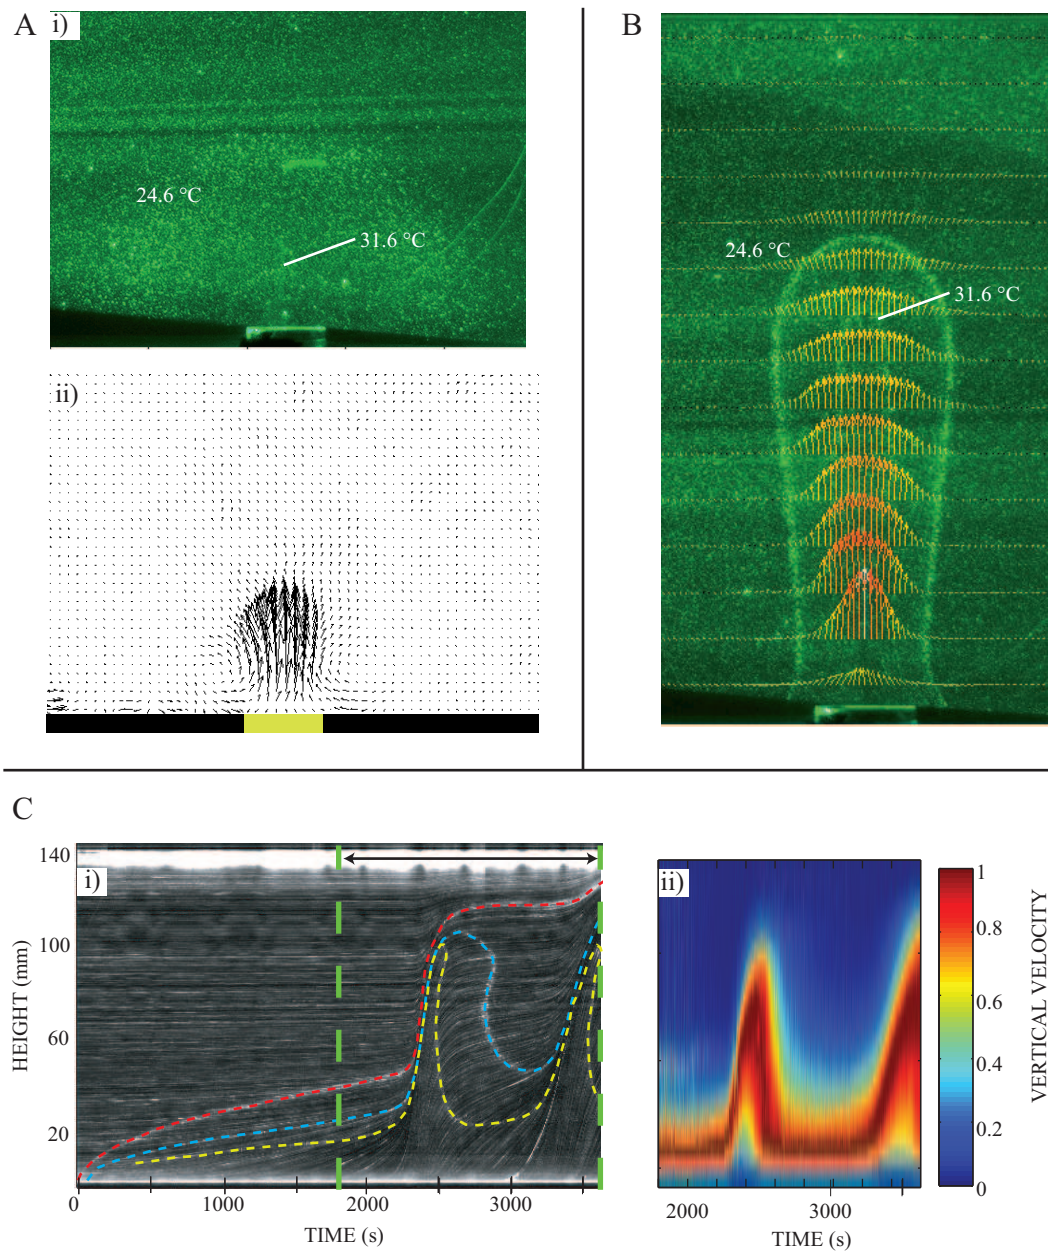 A
i)
24.6 °C
31.6 °C
ii)
B
24.6 °C
31.6 °C
C
i)
140
100
60
20
HEIGHT (mm)
0
1000
2000
3000
TIME (s)
ii)
2000
3000
TIME (s)
1
0.8
0.6
0.4
0.2
0
VERTICAL VELOCITY